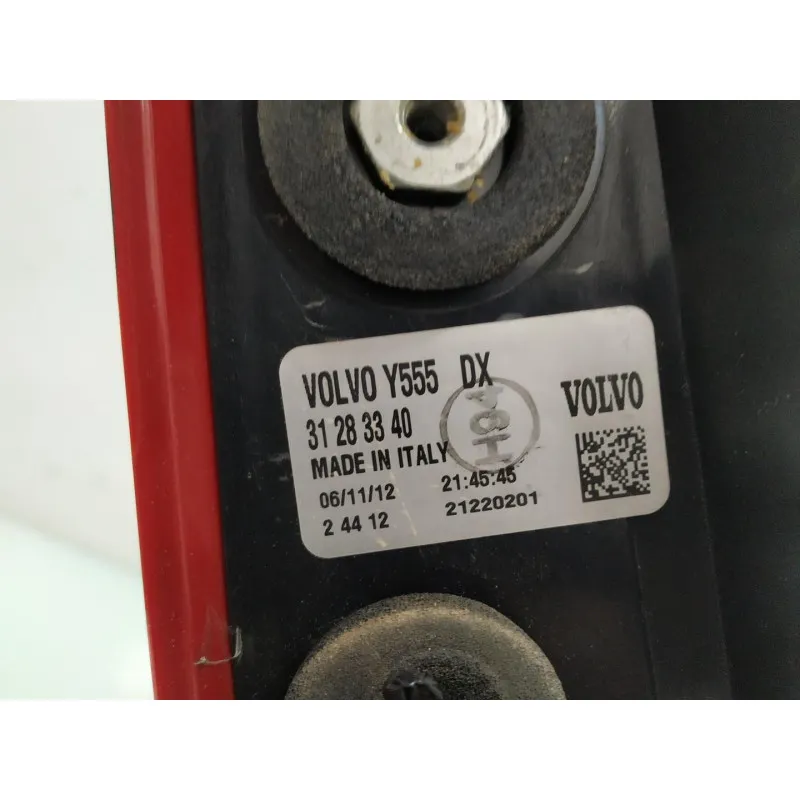 VOLVO Y555 DX
31 28 33 40
MADE IN ITALY
06/11/12 21:45:45
2 44 12 21220201
VOLVO